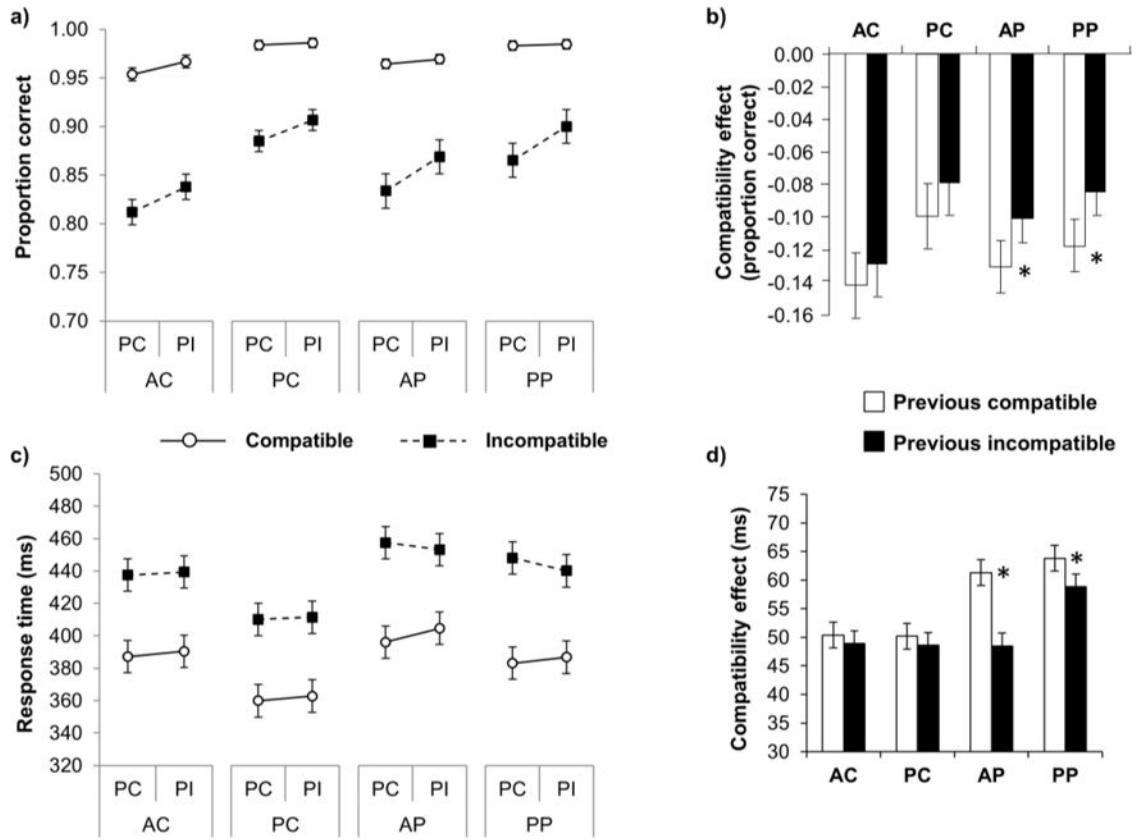 a)
Proportion correct
1.00
0.95
0.90
0.85
0.80
0.75
0.70
PC PI PC PI PC PI PC PI
AC PC AP PP
b)
AC PC AP PP
Compatibility effect
(proportion correct)
0.00
-0.02
-0.04
-0.06
-0.08
-0.10
-0.12
-0.14
-0.16
* *
Previous compatible
Previous incompatible
Compatible Incompatible
c)
Response time (ms)
500
480
460
440
420
400
380
360
340
320
PC PI PC PI PC PI PC PI
AC PC AP PP
d)
Compatibility effect (ms)
75
70
65
60
55
50
45
40
35
30
* *
AC PC AP PP